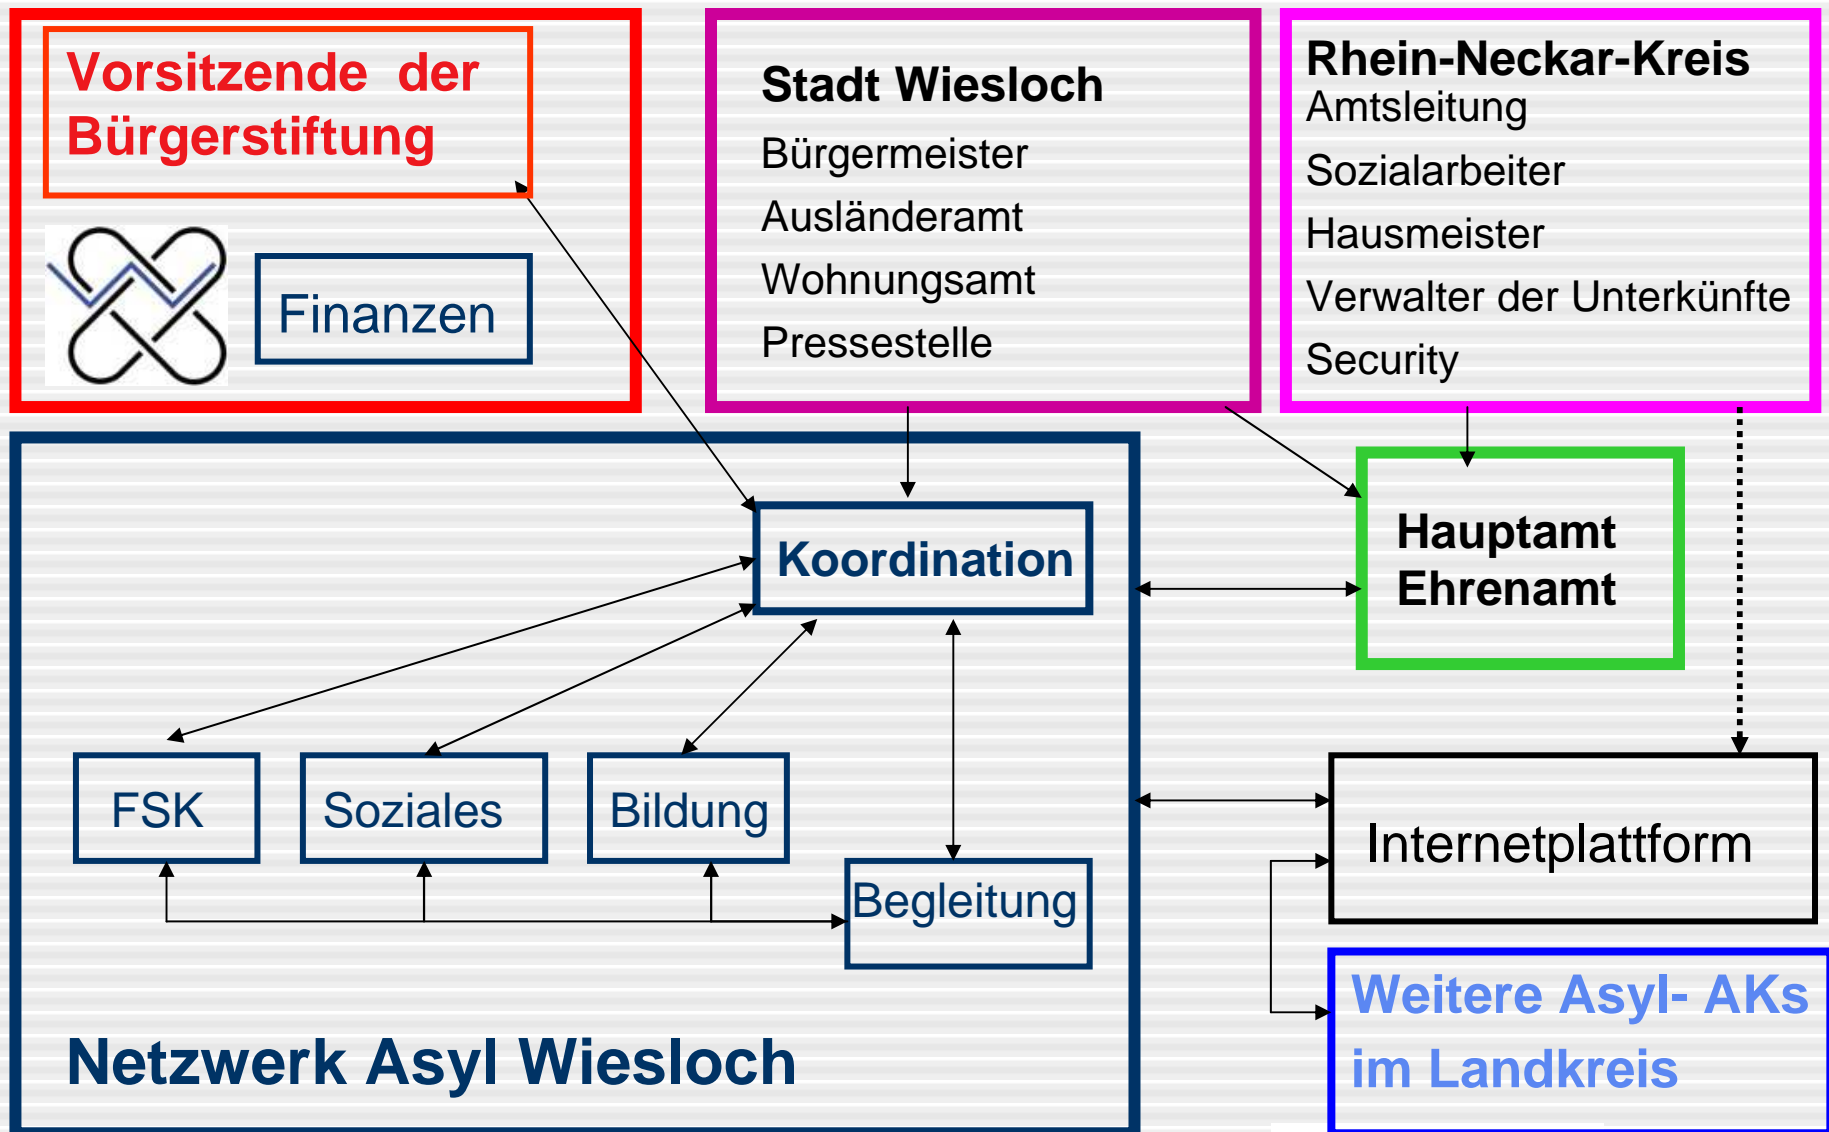 Vorsitzende der
Bürgerstiftung
Finanzen
Stadt Wiesloch
Bürgermeister
Ausländeramt
Wohnungsamt
Pressestelle
Rhein-Neckar-Kreis
Amtsleitung
Sozialarbeiter
Hausmeister
Verwalter der Unterkünfte
Security
Koordination
Hauptamt
Ehrenamt
FSK
Soziales
Bildung
Begleitung
Internetplattform
Netzwerk Asyl Wiesloch
Weitere Asyl- AKs
im Landkreis